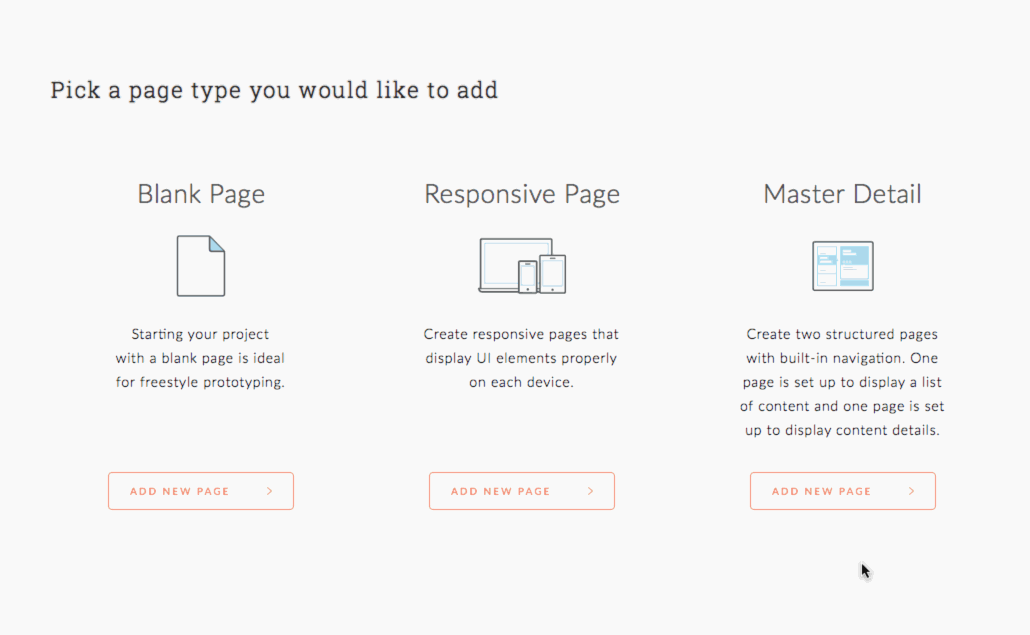 Pick a page type you would like to add
Blank Page
Starting your project
with a blank page is ideal
for freestyle prototyping.
ADD NEW PAGE
Responsive Page
Create responsive pages that
display UI elements properly
on each device.
ADD NEW PAGE
Master Detail
Create two structured pages
with built-in navigation. One
page is set up to display a list
of content and one page is set
up to display content details.
ADD NEW PAGE